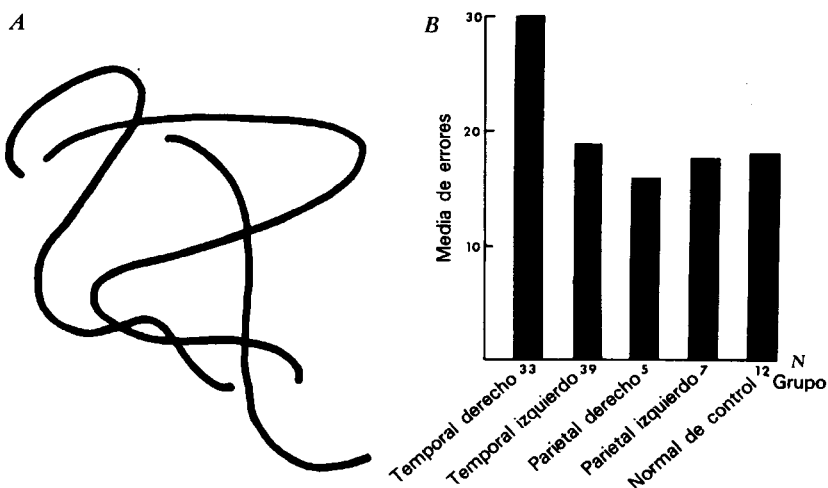 A
B
Media de errores
30
20
10
Temporal derecho 33
Temporal izquierdo 39
Parietal derecho 5
Parietal izquierdo 7
Normal de control 12
N
Grupo